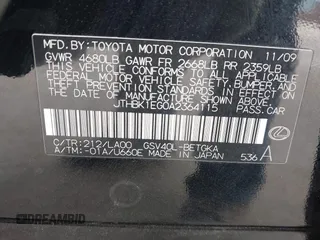 MFD. BY: TOYOTA MOTOR CORPORATION 11/09
GVWR 4680LB GAWR FR 2668LB RR 2359LB
THIS VEHICLE CONFORMS TO ALL APPLICABLE
FEDERAL MOTOR VEHICLE SAFETY, BUMPER, AND
THEFT PREVENTION STANDARDS IN EFFECT ON
THE DATE OF MANUFACTURE SHOWN ABOVE.
JTHBK1EG0A2364115 PASS. CAR
C/TR: 212/LA00 GSV40L-BETGKA
A/TM: -01A/U660E MADE IN JAPAN 536 A
DREAMBID.COM